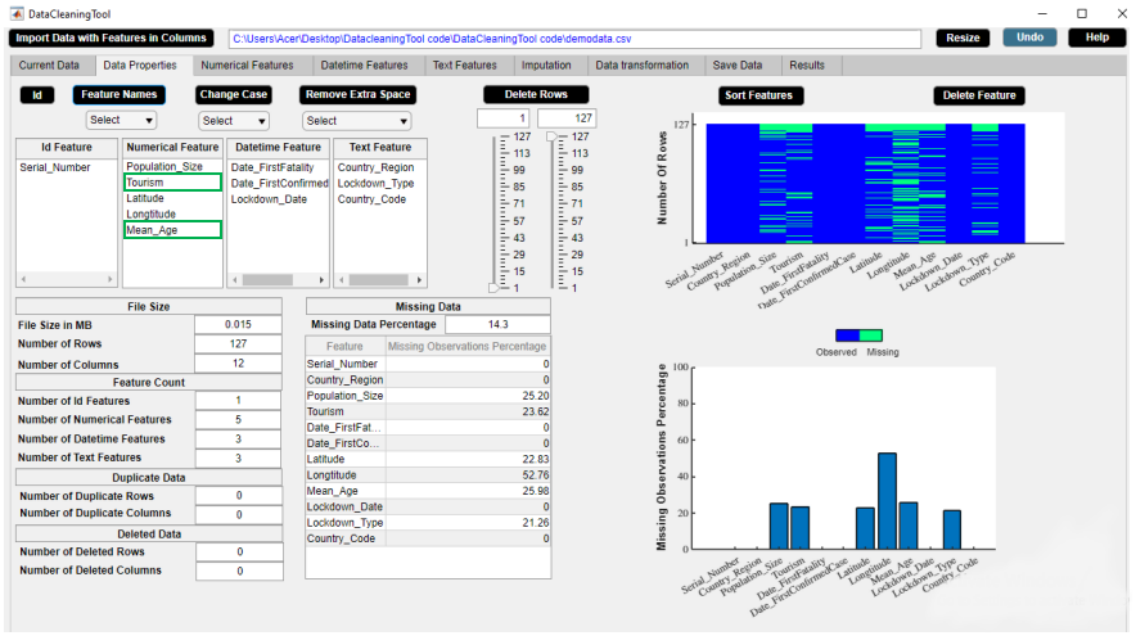 DataCleaningTool
Import Data with Features in Columns C:\Users\Acer\Desktop\DatacleaningTool code\DataCleaningTool code\demodata.csv Resize Undo Help
Current Data Data Properties Numerical Features Datetime Features Text Features Imputation Data transformation Save Data Results
Id Feature Names Change Case Remove Extra Space Delete Rows Sort Features Delete Feature
Select Select Select 1 127
Id Feature Numerical Feature Datetime Feature Text Feature
Serial_Number Population_Size Date_FirstFatality Country_Region
Tourism Date_FirstConfirmed Lockdown_Type
Latitude Lockdown_Date Country_Code
Longtitude
Mean_Age
127 127
113 113
99 99
85 85
71 71
57 57
43 43
29 29
15 15
1 1
Number Of Rows
127
1
Serial_Number Country_Region Population_Size Tourism Date_FirstFatality Date_FirstConfirmedCase Latitude Longtitude Mean_Age Lockdown_Date Lockdown_Type Country_Code
Observed Missing
File Size
File Size in MB 0.015
Number of Rows 127
Number of Columns 12
Feature Count
Number of Id Features 1
Number of Numerical Features 5
Number of Datetime Features 3
Number of Text Features 3
Duplicate Data
Number of Duplicate Rows 0
Number of Duplicate Columns 0
Deleted Data
Number of Deleted Rows 0
Number of Deleted Columns 0
Missing Data
Missing Data Percentage 14.3
Feature Missing Observations Percentage
Serial_Number 0
Country_Region 0
Population_Size 25.20
Tourism 23.62
Date_FirstFat... 0
Date_FirstCo... 0
Latitude 22.83
Longtitude 52.76
Mean_Age 25.98
Lockdown_Date 0
Lockdown_Type 21.26
Country_Code 0
Missing Observations Percentage
100
80
60
40
20
0
Serial_Number Country_Region Population_Size Tourism Date_FirstFatality Date_FirstConfirmedCase Latitude Longtitude Mean_Age Lockdown_Date Lockdown_Type Country_Code